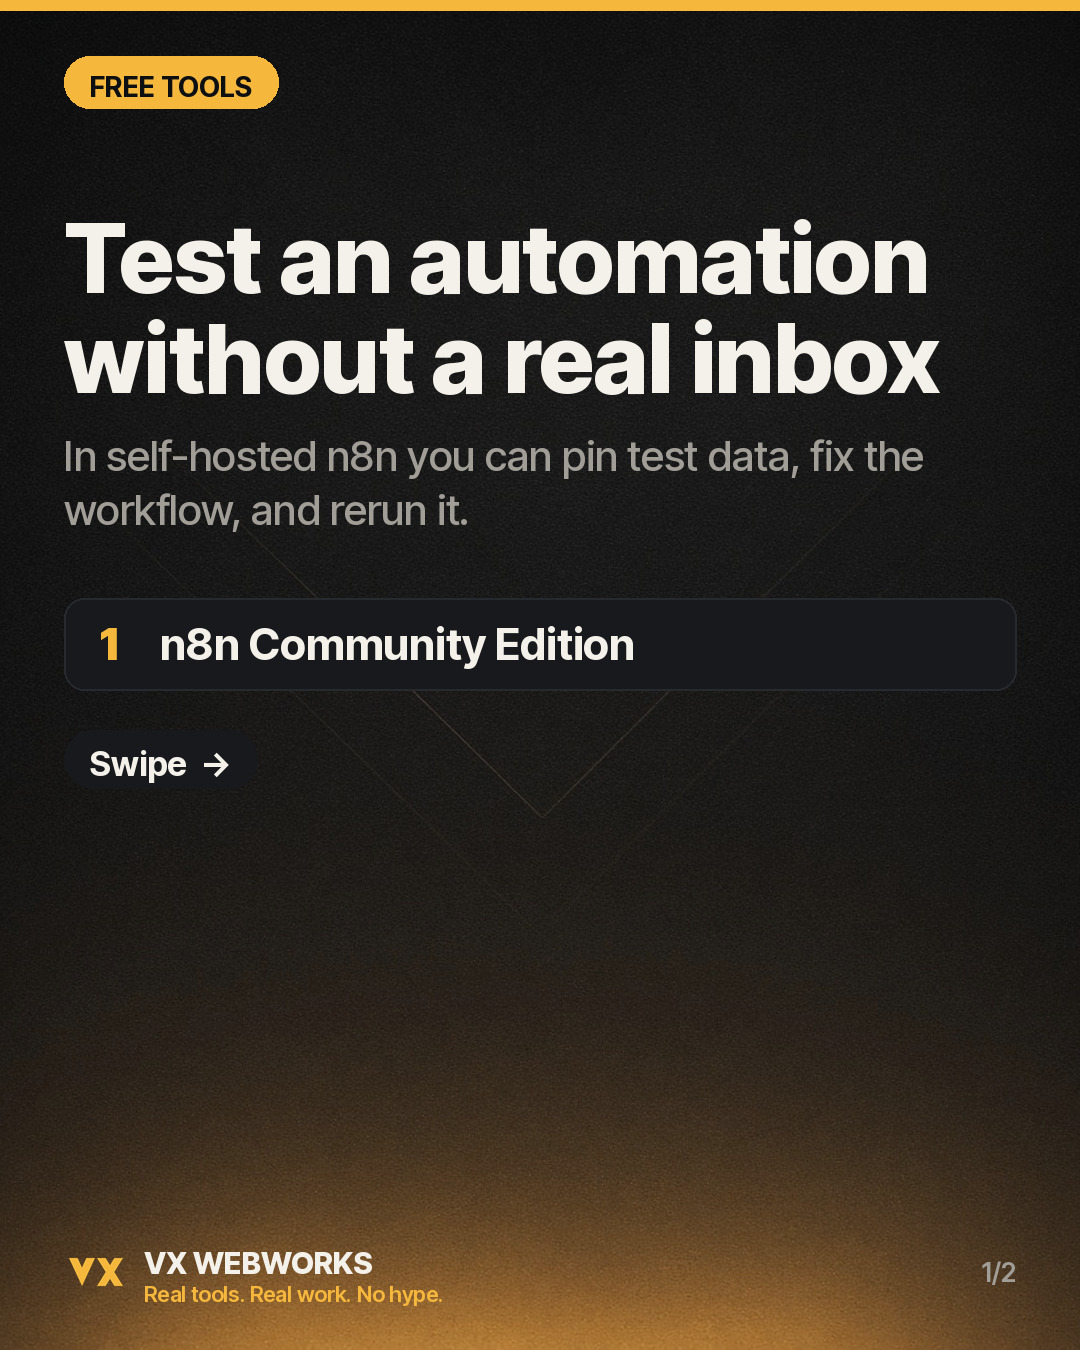 FREE TOOLS
Test an automation
without a real inbox
In self-hosted n8n you can pin test data, fix the
workflow, and rerun it.
1 n8n Community Edition
Swipe →
VX VX WEBWORKS
Real tools. Real work. No hype.
1/2